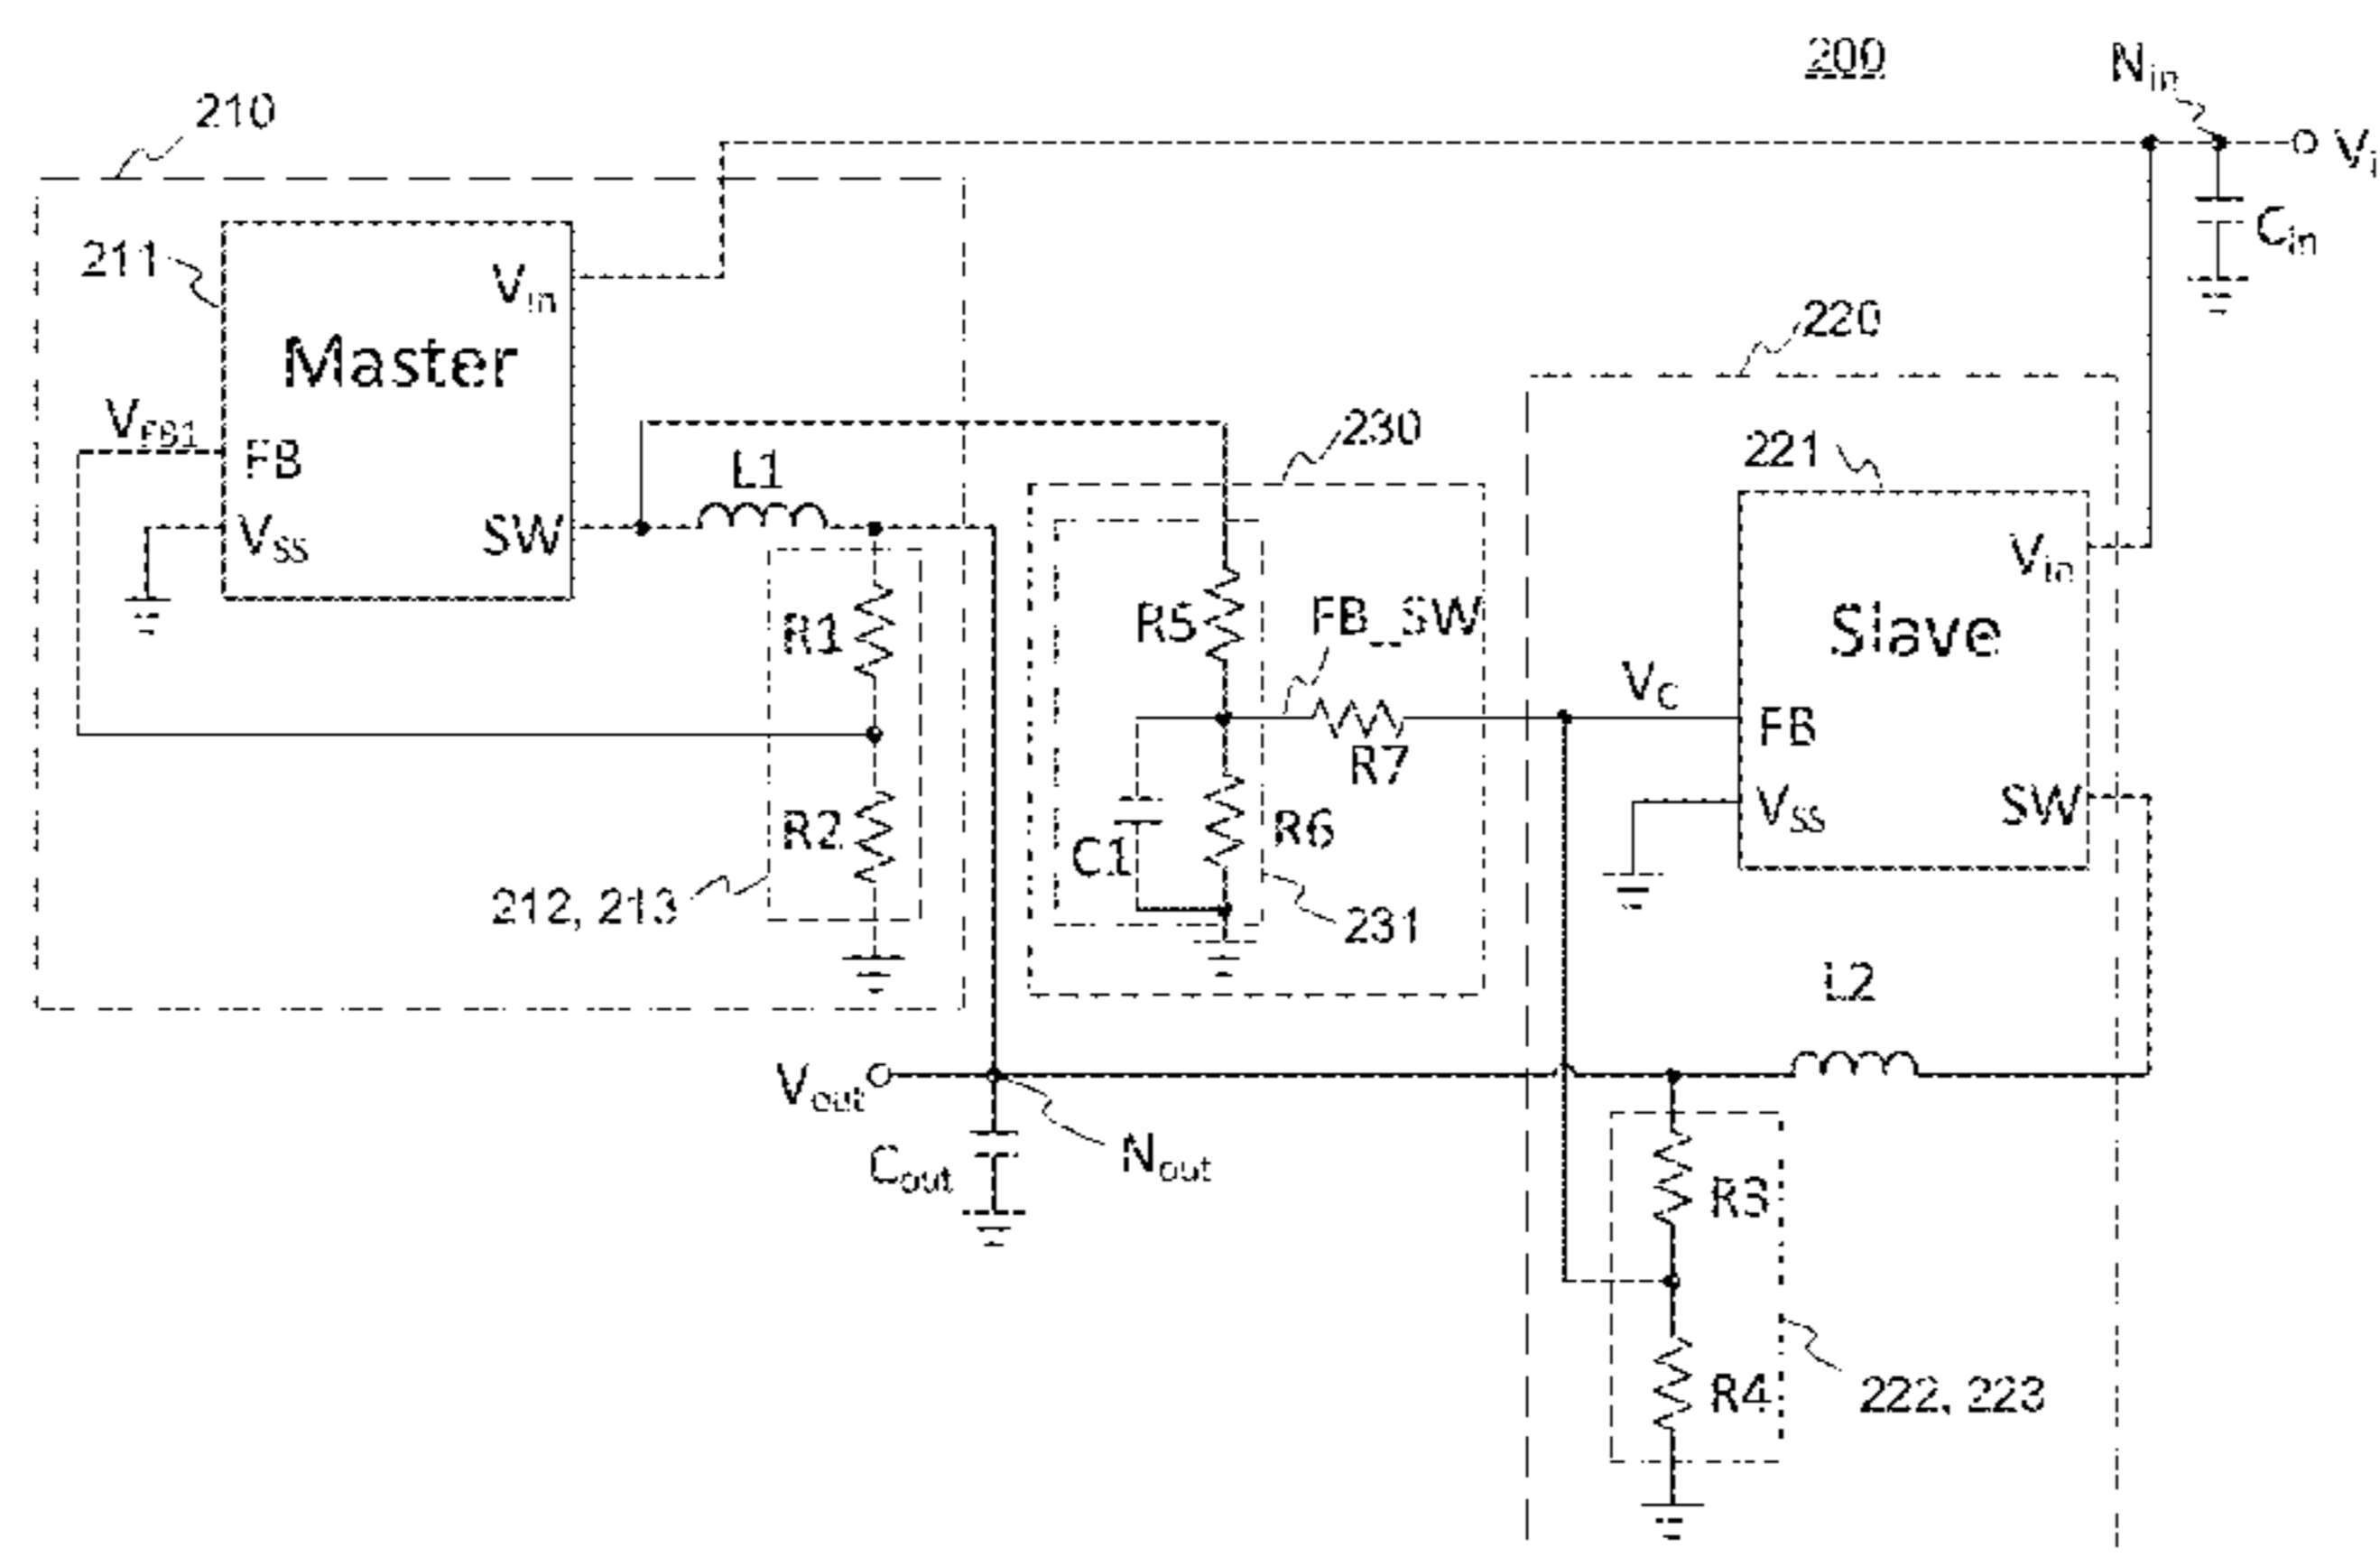 200
Nin
210
Vi
211
Vin
Cin
Master
220
VFB1
FB
L1
230
221
VSS
SW
Vin
R1
R5
FB_SW
Slave
VC
FB
R7
R2
C1
R6
VSS
SW
212, 213
231
L2
Vout
Cout
Nout
R3
R4
222, 223